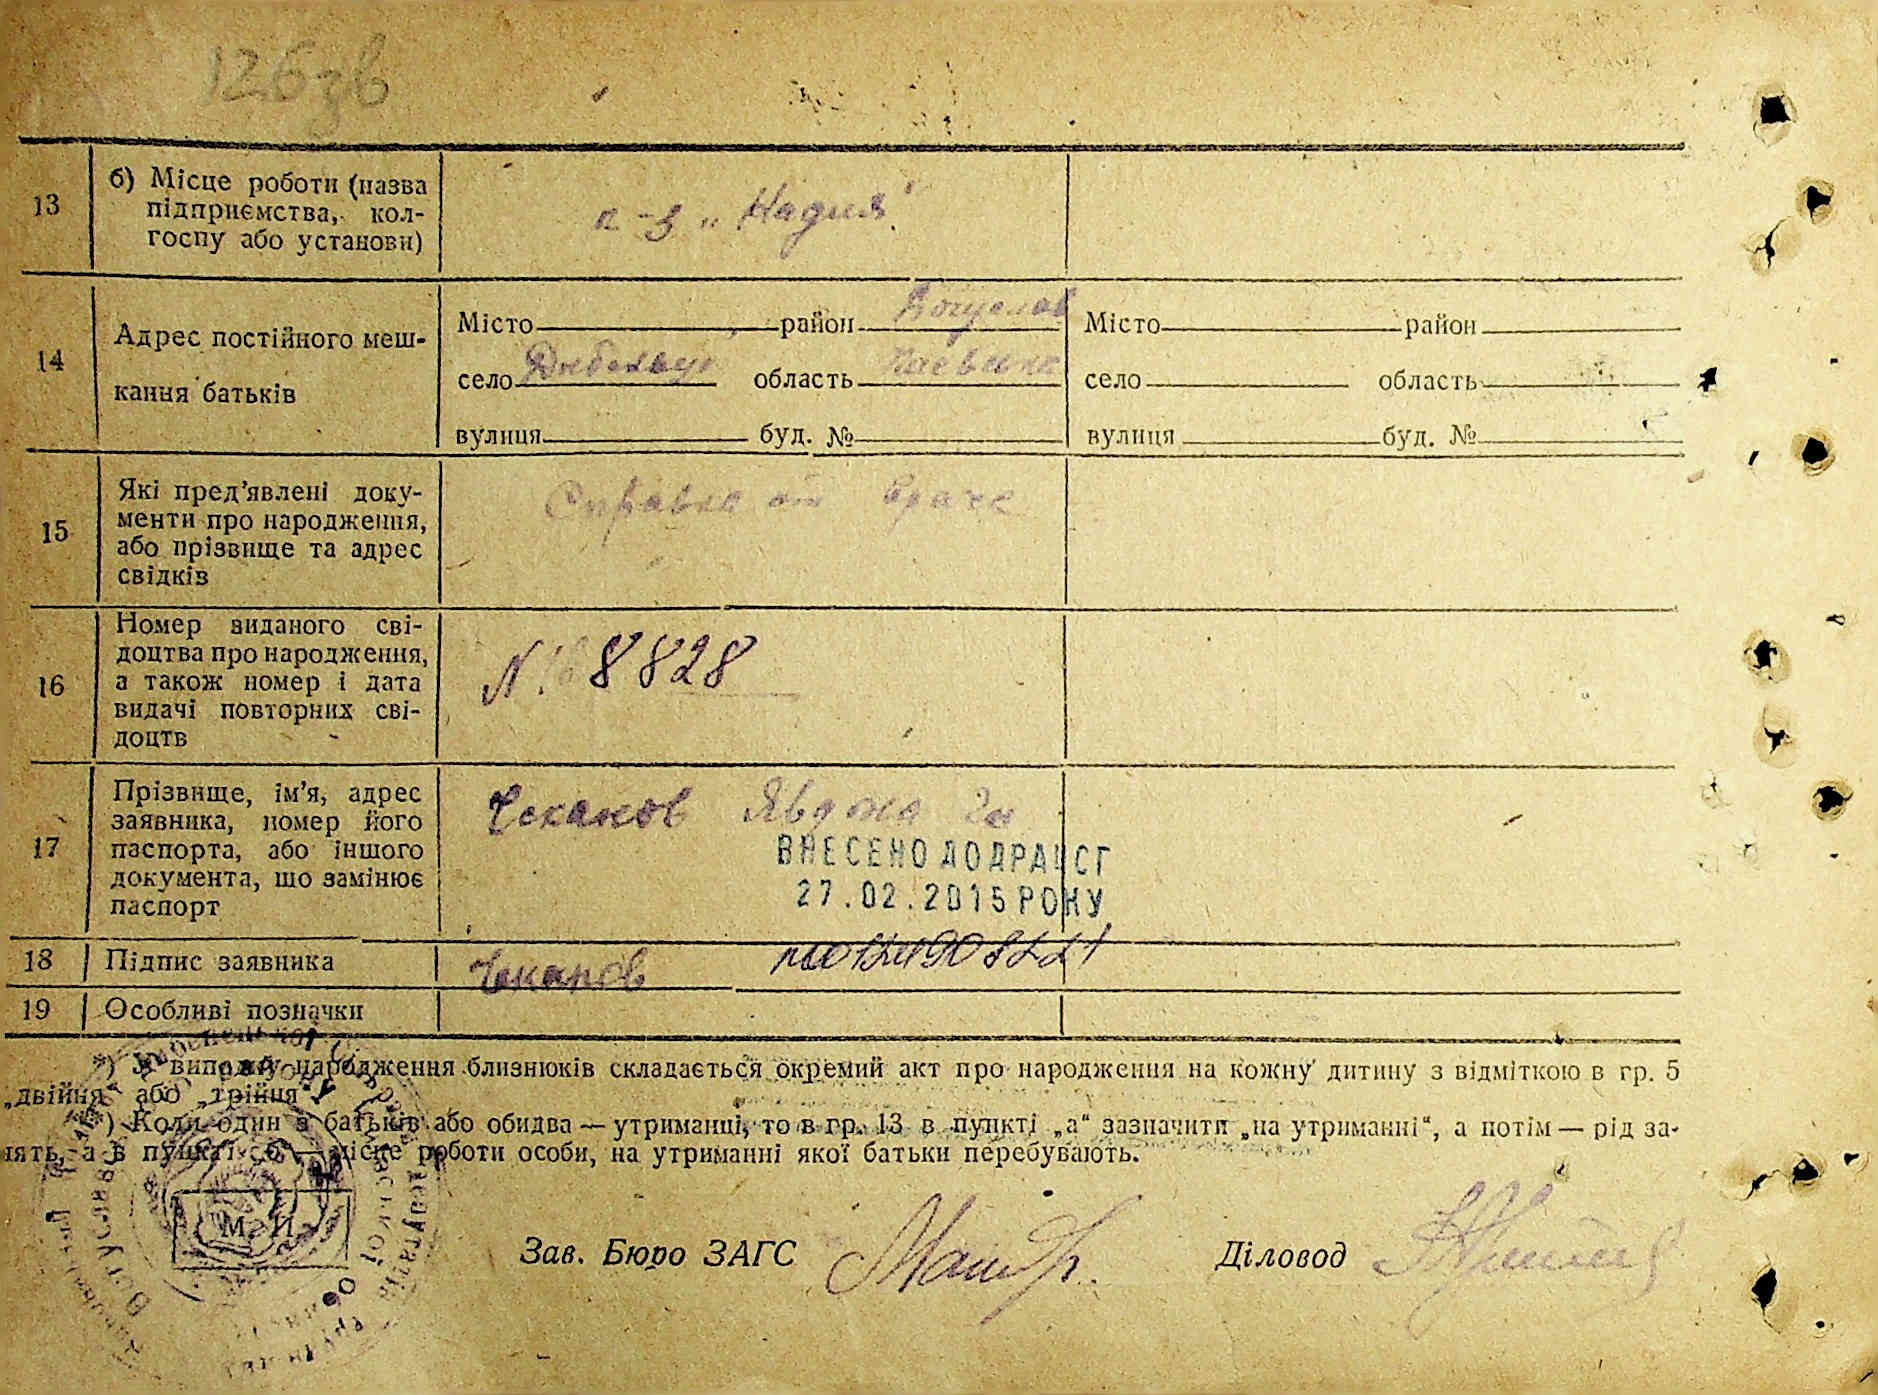 126зв
13
б) Місце роботи (назва
підприємства, кол-
госпу або установи)
к-з „Надия"
14
Адрес постійного меш-
кання батьків
Місто район Богуслав
село область
вулиця буд. №
Місто район
село область
вулиця буд. №
15
Які пред'явлені доку-
менти про народження,
або прізвище та адрес
свідків
Справка от врача
16
Номер виданого сві-
доцтва про народження,
а також номер і дата
видачі повторних сві-
доцтв
№ 8828
17
Прізвище, ім'я, адрес
заявника, номер його
паспорта, або іншого
документа, що замінює
паспорт
Чеканов Явдоха
ВНЕСЕНО ДО ДРАЦСГ
27.02.2015 РОКУ
18
Підпис заявника
Чеканов
19
Особливі позначки
*) У випадку народження близнюків складається окремий акт про народження на кожну дитину з відміткою в гр. 5
„двійня" або „трійня".
) Коли один з батьків або обидва — утриманці, то в гр. 13 в пункті „а" зазначити „на утриманні", а потім — рід за-
нять, а в пункті „б" — місце роботи особи, на утриманні якої батьки перебувають.
М. П.
Зав. Бюро ЗАГС
Діловод